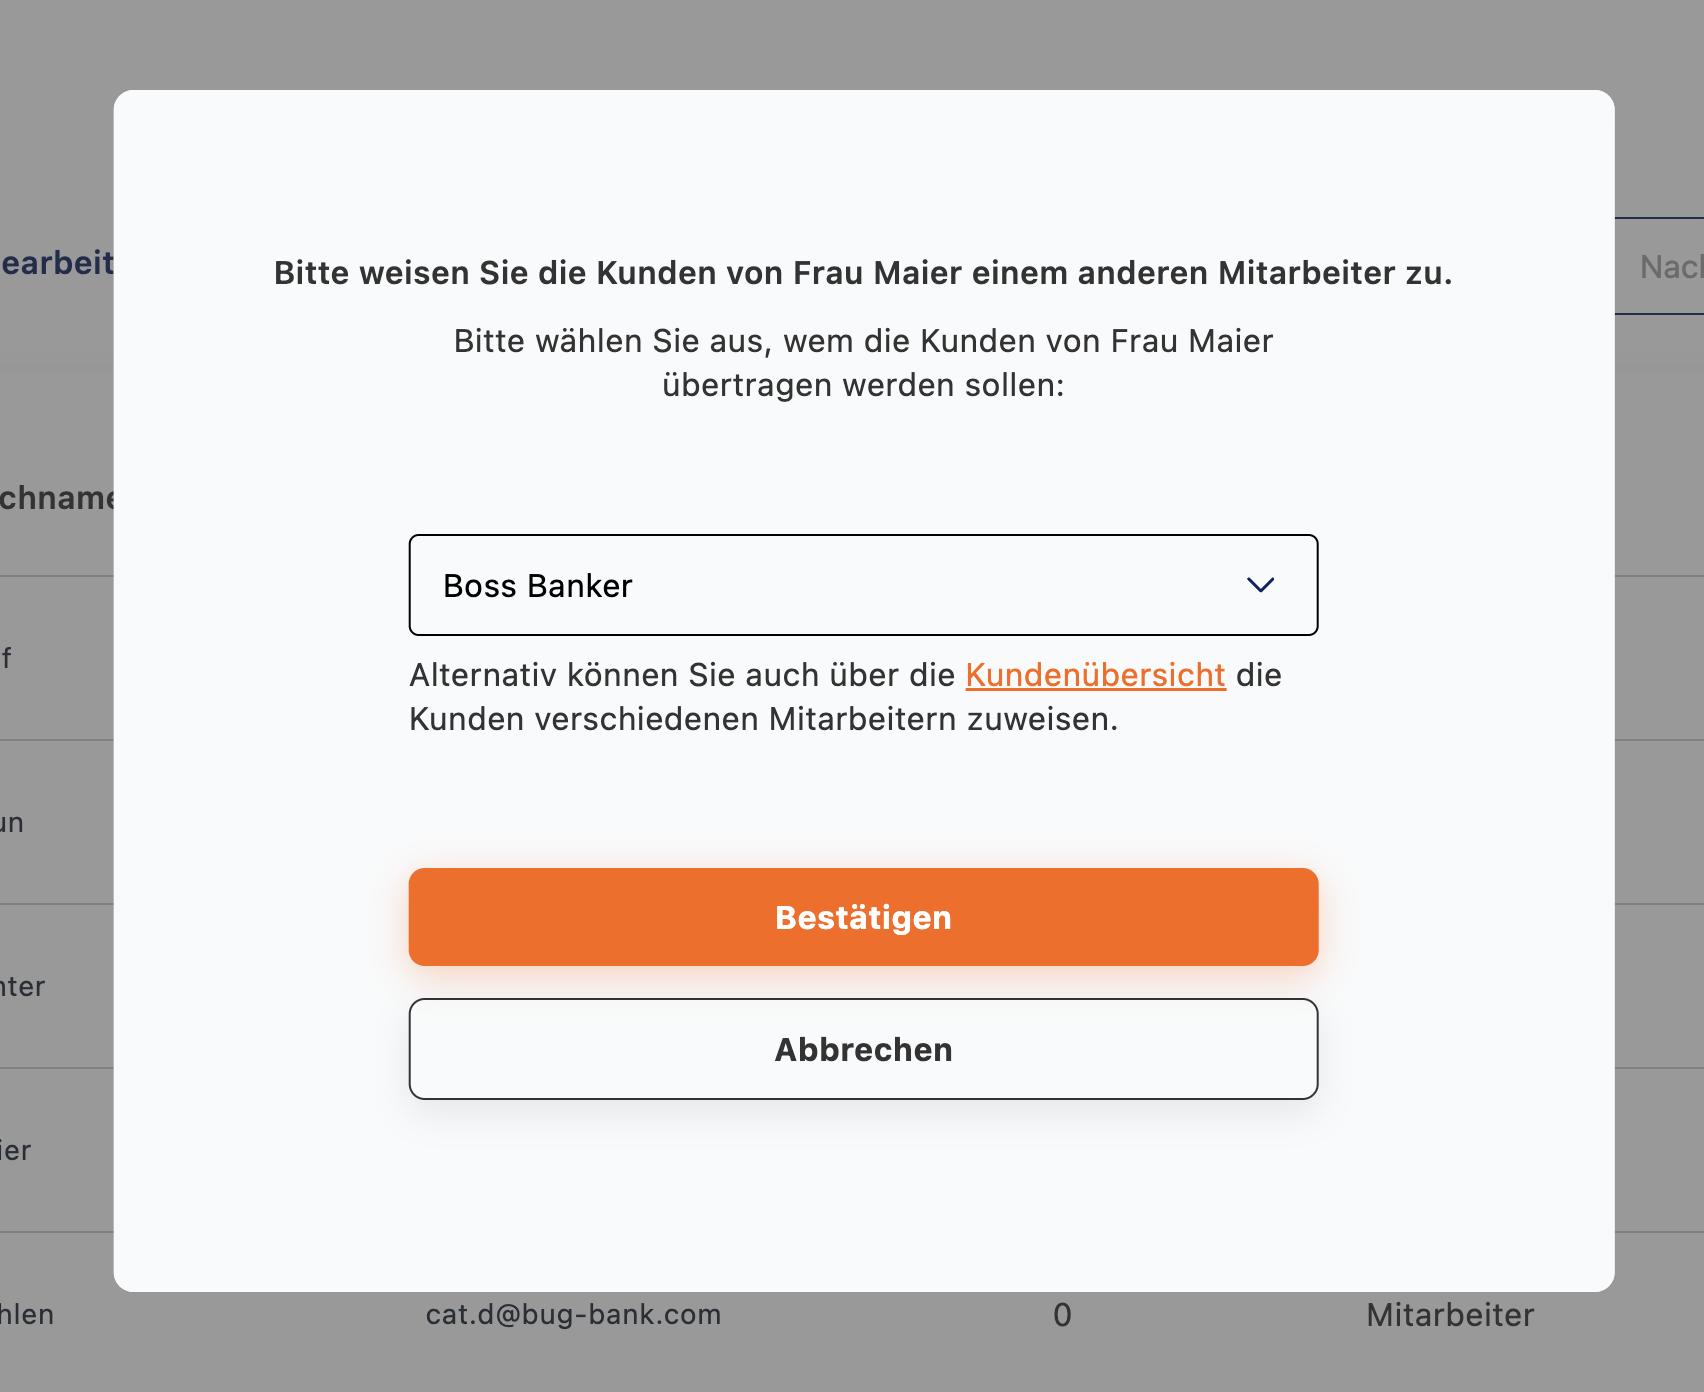 Bitte weisen Sie die Kunden von Frau Maier einem anderen Mitarbeiter zu.
Bitte wählen Sie aus, wem die Kunden von Frau Maier
übertragen werden sollen:
Boss Banker
Alternativ können Sie auch über die Kundenübersicht die
Kunden verschiedenen Mitarbeitern zuweisen.
Bestätigen
Abbrechen
earbeit
Nac
chname
f
un
nter
ier
hlen cat.d@bug-bank.com 0 Mitarbeiter